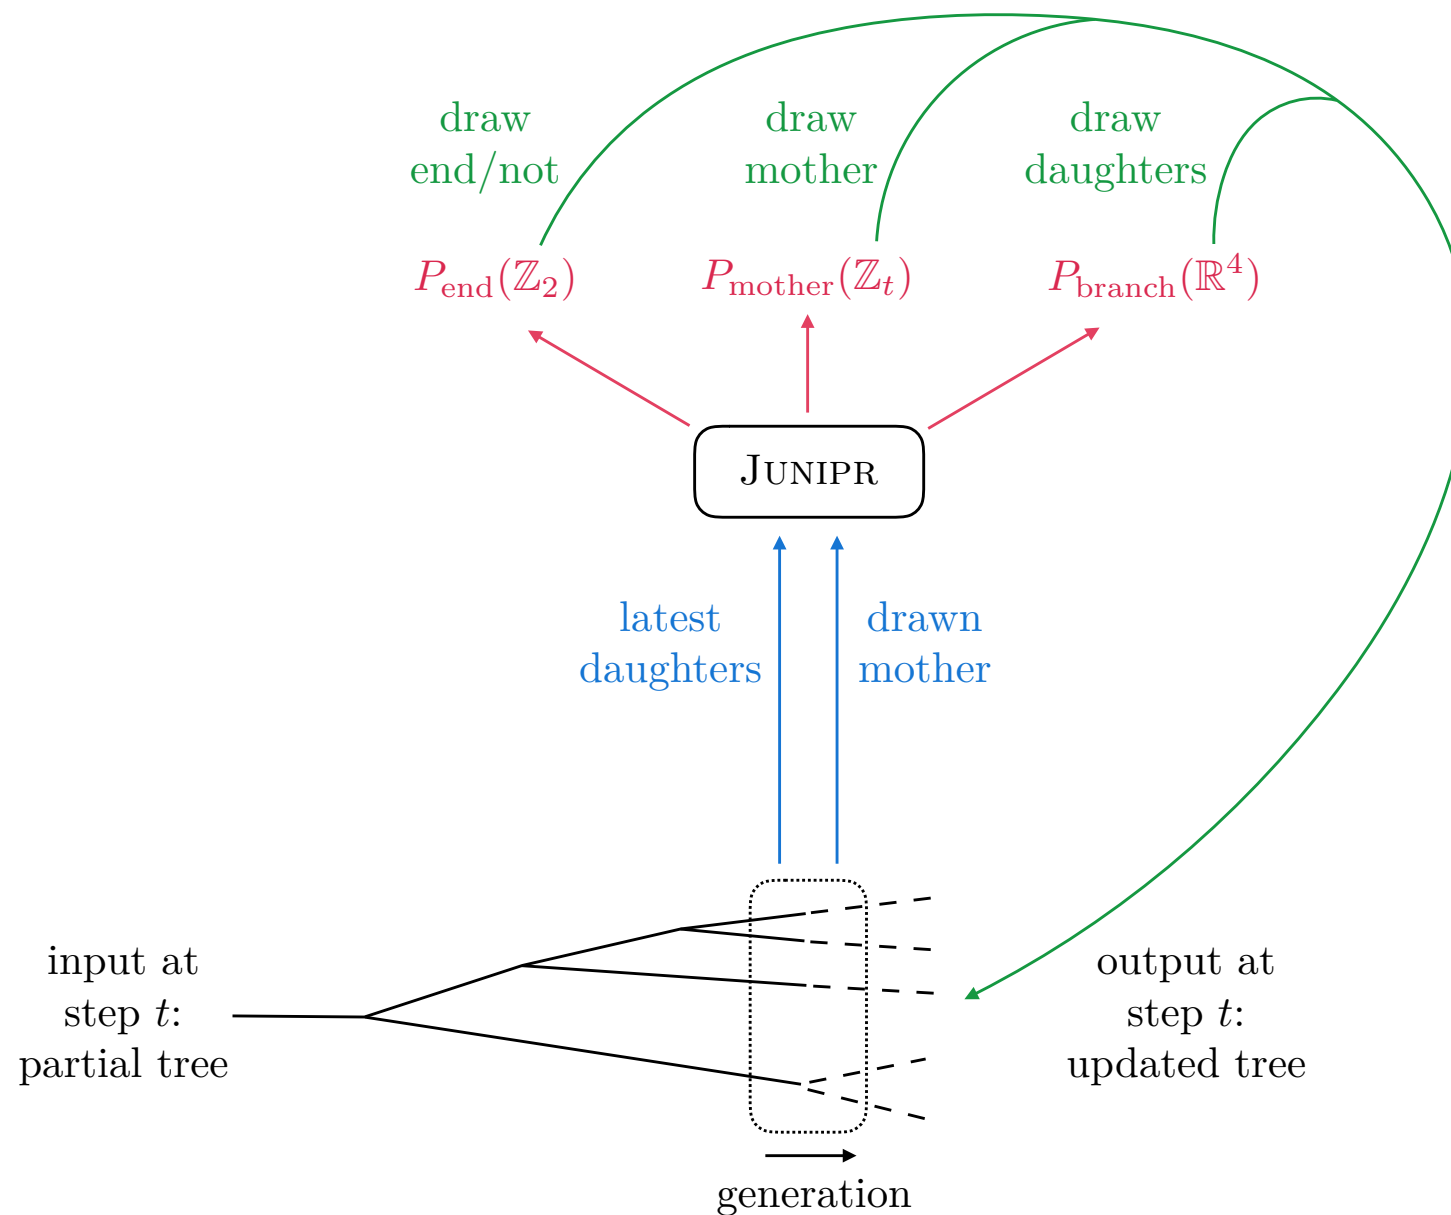 draw
end/not
draw
mother
draw
daughters
P_end(ℤ_2)
P_mother(ℤ_t)
P_branch(ℝ^4)
JUNIPR
latest
daughters
drawn
mother
input at
step t:
partial tree
output at
step t:
updated tree
generation